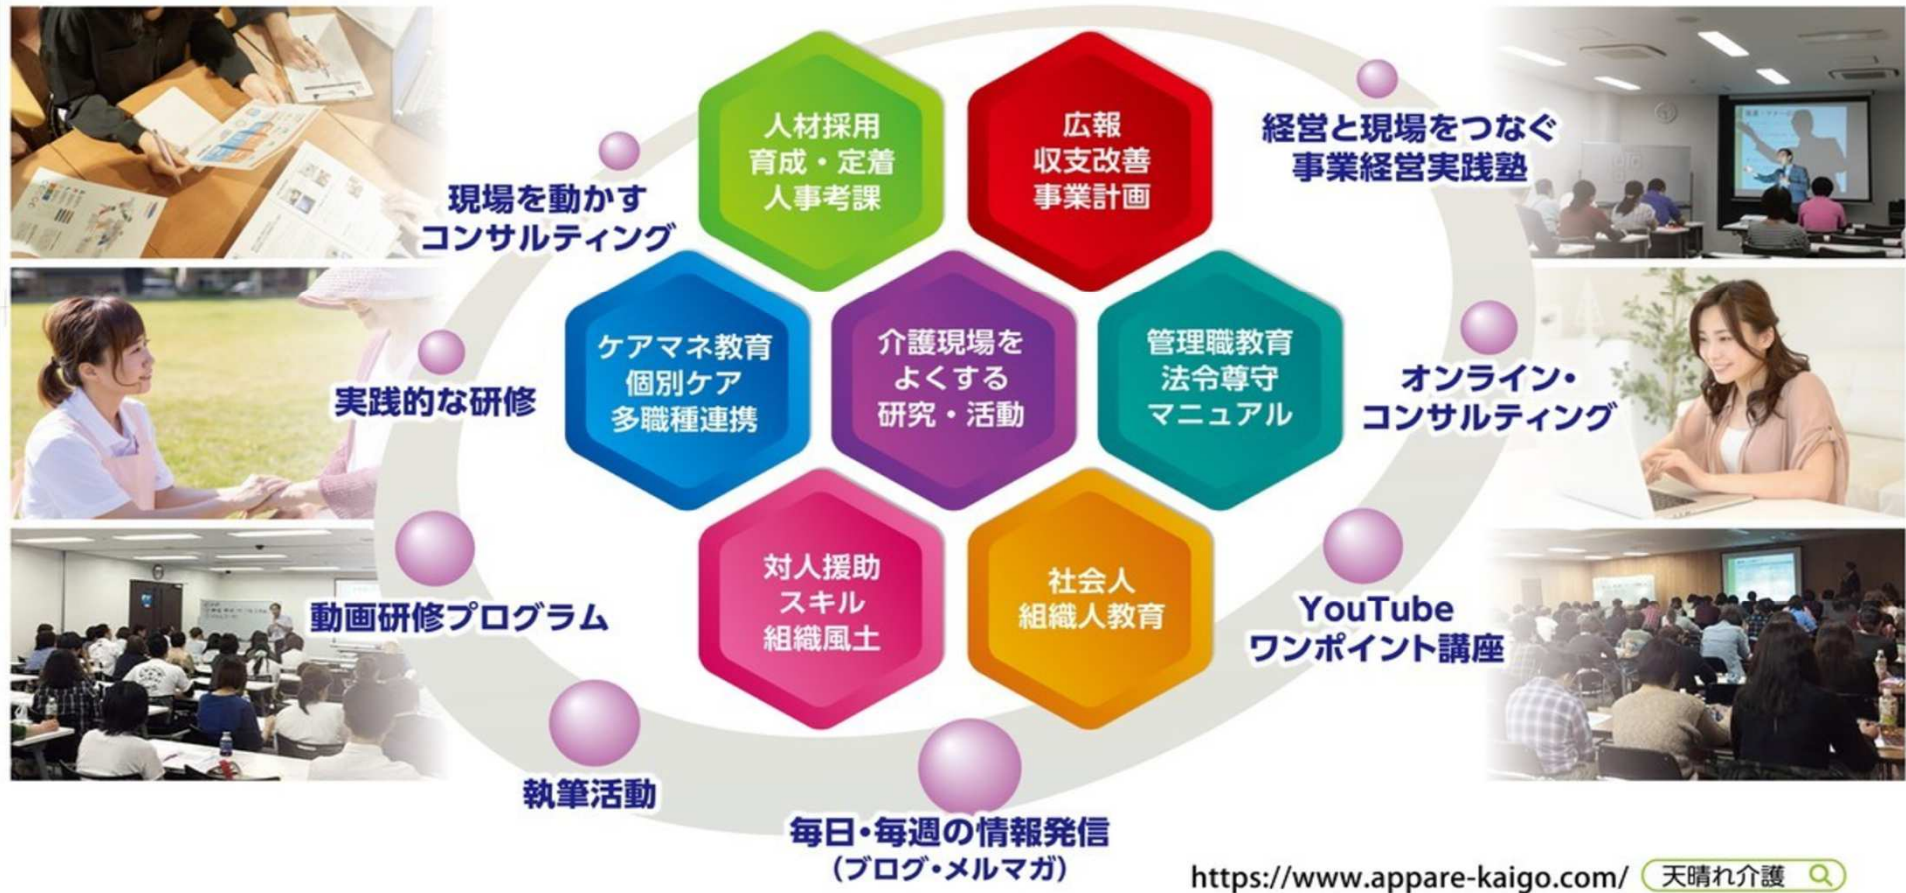 人材採用
育成・定着
人事考課
広報
収支改善
事業計画
経営と現場をつなぐ
事業経営実践塾
現場を動かす
コンサルティング
ケアマネ教育
個別ケア
多職種連携
介護現場を
よくする
研究・活動
管理職教育
法令尊守
マニュアル
実践的な研修
オンライン・
コンサルティング
対人援助
スキル
組織風土
社会人
組織人教育
動画研修プログラム
YouTube
ワンポイント講座
執筆活動
毎日・毎週の情報発信
(ブログ・メルマガ)
https://www.appare-kaigo.com/ 天晴れ介護